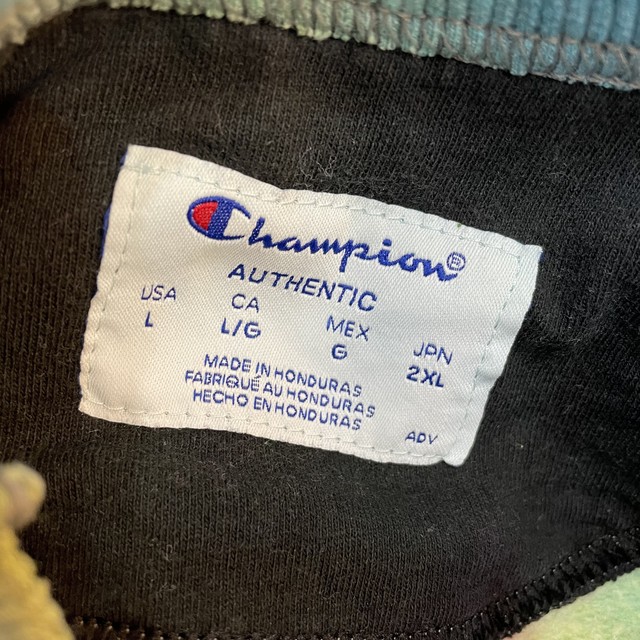 Champion®
AUTHENTIC
USA CA MEX JPN
L L/G G 2XL
MADE IN HONDURAS
FABRIQUÉ AU HONDURAS
HECHO EN HONDURAS
ADV